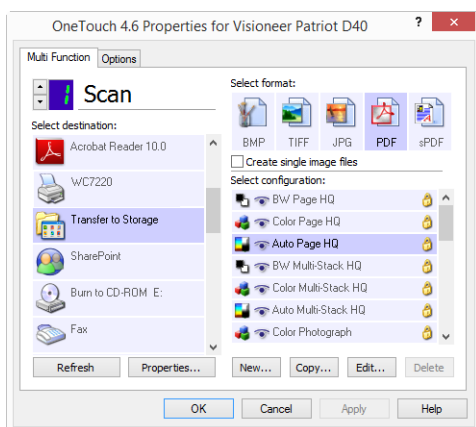 OneTouch 4.6 Properties for Visioneer Patriot D40
Multi Function
Options
1 Scan
Select destination:
Acrobat Reader 10.0
WC7220
Transfer to Storage
SharePoint
Burn to CD-ROM E:
Fax
Refresh
Properties...
Select format:
BMP
TIFF
JPG
PDF
sPDF
Create single image files
Select configuration:
BW Page HQ
Color Page HQ
Auto Page HQ
BW Multi-Stack HQ
Color Multi-Stack HQ
Auto Multi-Stack HQ
Color Photograph
New...
Copy...
Edit...
Delete
OK
Cancel
Apply
Help